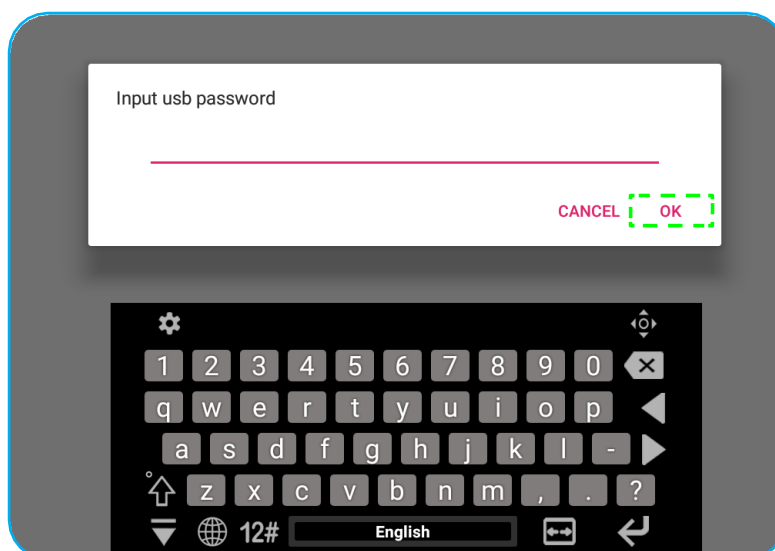 Input usb password
CANCEL OK
1 2 3 4 5 6 7 8 9 0
q w e r t y u i o p
a s d f g h j k l -
z x c v b n m , . ?
12# English